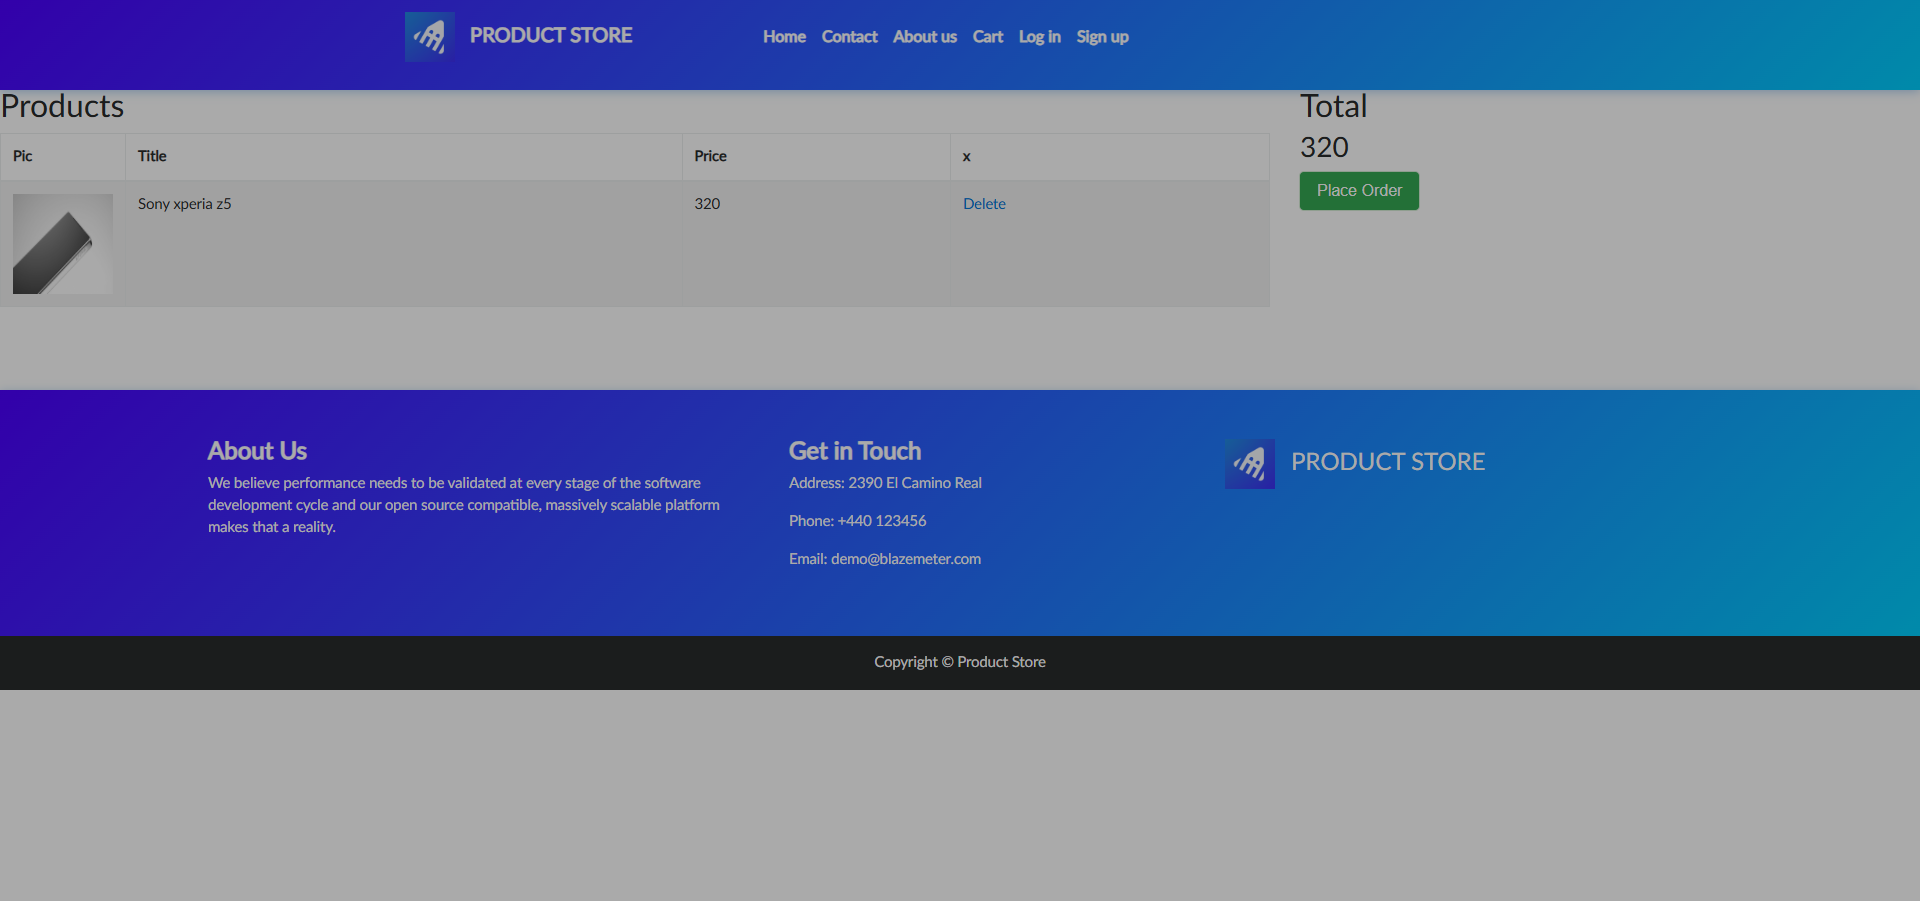 PRODUCT STORE
Home Contact About us Cart Log in Sign up
Products
Pic Title Price x
Sony xperia z5 320 Delete
Total
320
Place Order
About Us
We believe performance needs to be validated at every stage of the software
development cycle and our open source compatible, massively scalable platform
makes that a reality.
Get in Touch
Address: 2390 El Camino Real
Phone: +440 123456
Email: demo@blazemeter.com
PRODUCT STORE
Copyright © Product Store